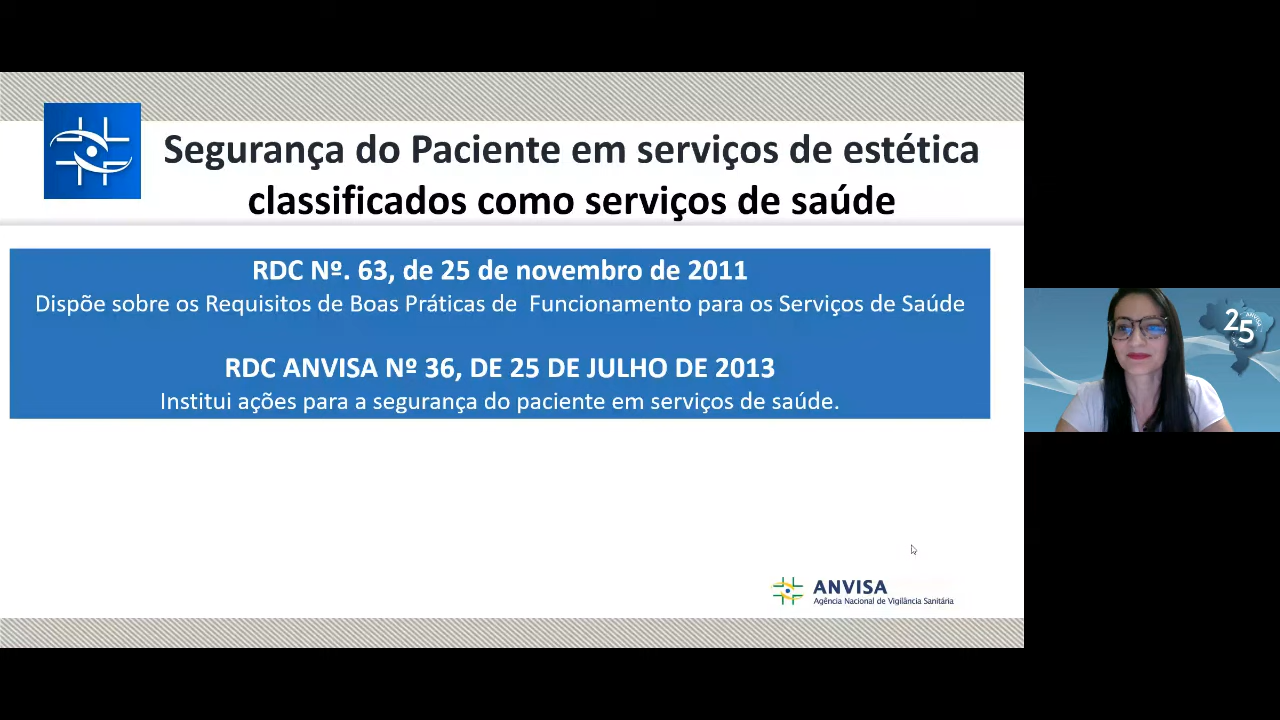 Segurança do Paciente em serviços de estética
classificados como serviços de saúde
RDC Nº. 63, de 25 de novembro de 2011
Dispõe sobre os Requisitos de Boas Práticas de  Funcionamento para os Serviços de Saúde
RDC ANVISA Nº 36, DE 25 DE JULHO DE 2013
Institui ações para a segurança do paciente em serviços de saúde.
ANVISA
Agência Nacional de Vigilância Sanitária
25
ANVISA